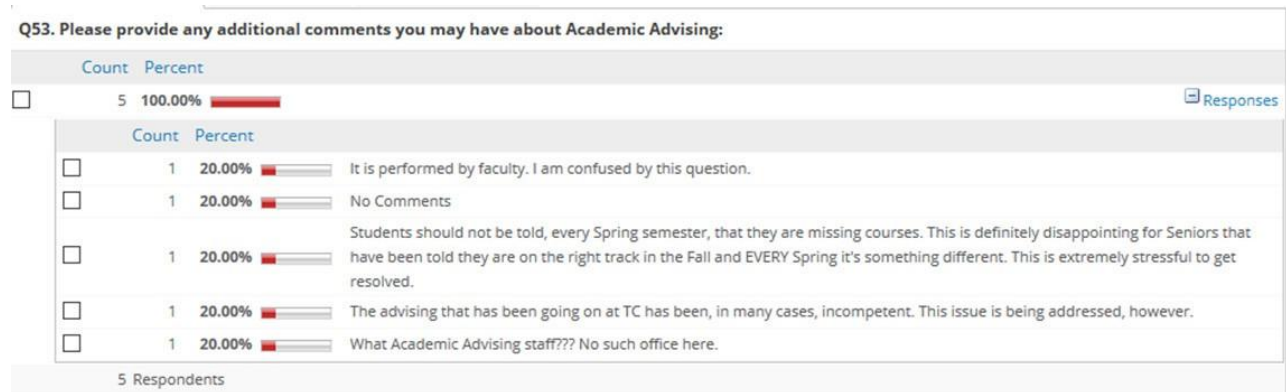 Q53. Please provide any additional comments you may have about Academic Advising:
Count Percent
5 100.00% Responses
Count Percent
1 20.00% It is performed by faculty. I am confused by this question.
1 20.00% No Comments
Students should not be told, every Spring semester, that they are missing courses. This is definitely disappointing for Seniors that
1 20.00% have been told they are on the right track in the Fall and EVERY Spring it's something different. This is extremely stressful to get
resolved.
1 20.00% The advising that has been going on at TC has been, in many cases, incompetent. This issue is being addressed, however.
1 20.00% What Academic Advising staff??? No such office here.
5 Respondents